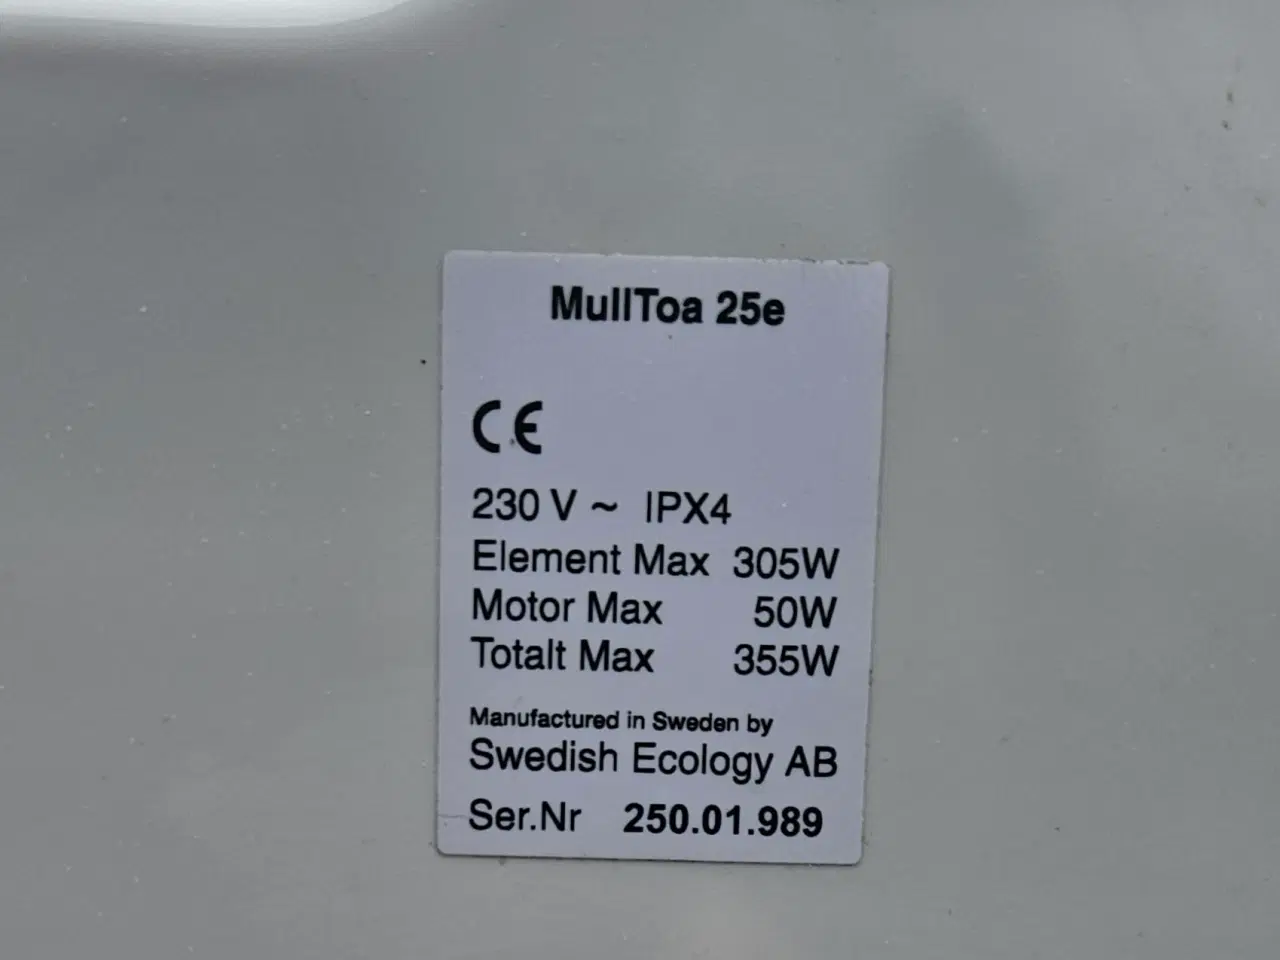 MullToa 25e
CE
230 V ~ IPX4
Element Max 305W
Motor Max 50W
Totalt Max 355W
Manufactured in Sweden by
Swedish Ecology AB
Ser.Nr 250.01.989